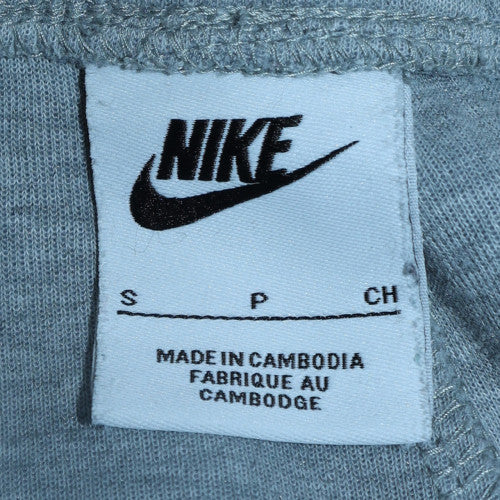 NIKE
S P CH
MADE IN CAMBODIA
FABRIQUE AU
CAMBODGE